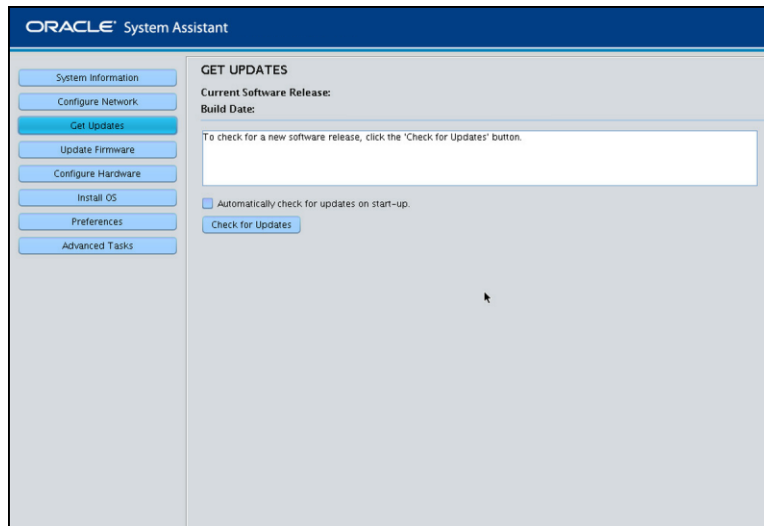 ORACLE® System Assistant
System Information
Configure Network
Get Updates
Update Firmware
Configure Hardware
Install OS
Preferences
Advanced Tasks
GET UPDATES
Current Software Release:
Build Date:
To check for a new software release, click the 'Check for Updates' button.
Automatically check for updates on start-up.
Check for Updates